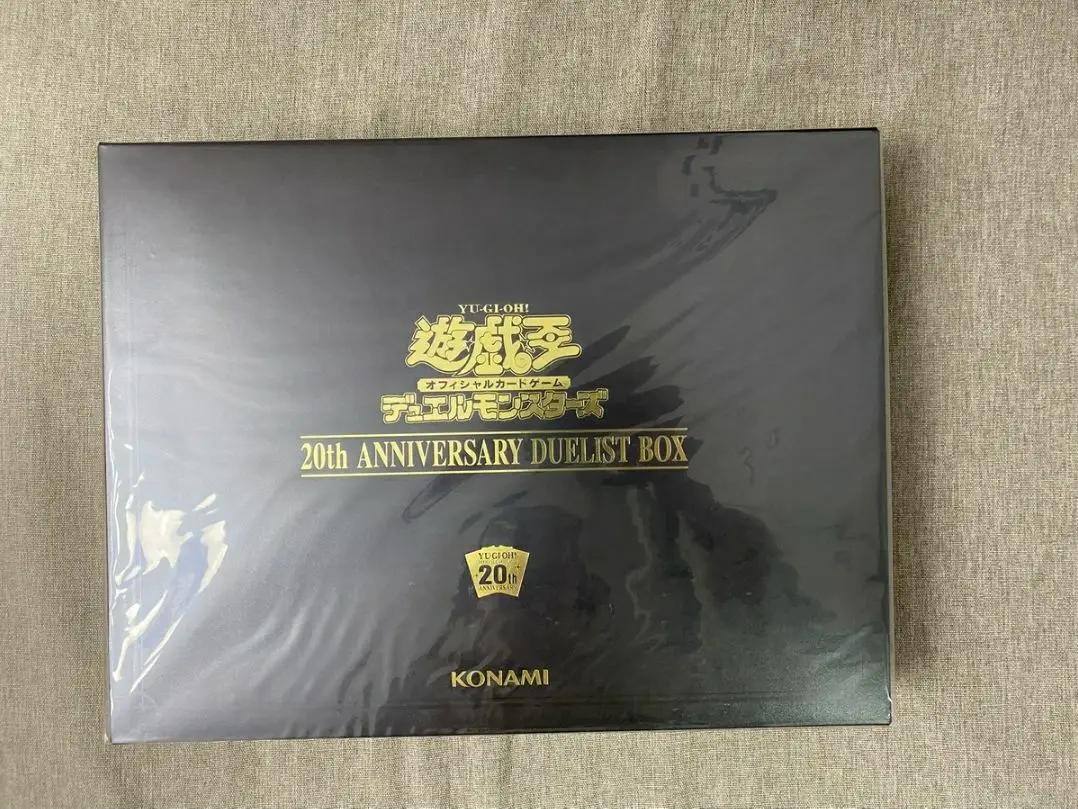 YU-GI-OH!
遊戯王
オフィシャルカードゲーム
デュエルモンスターズ
20th ANNIVERSARY DUELIST BOX
YU-GI-OH!
20th
ANNIVERSARY
KONAMI